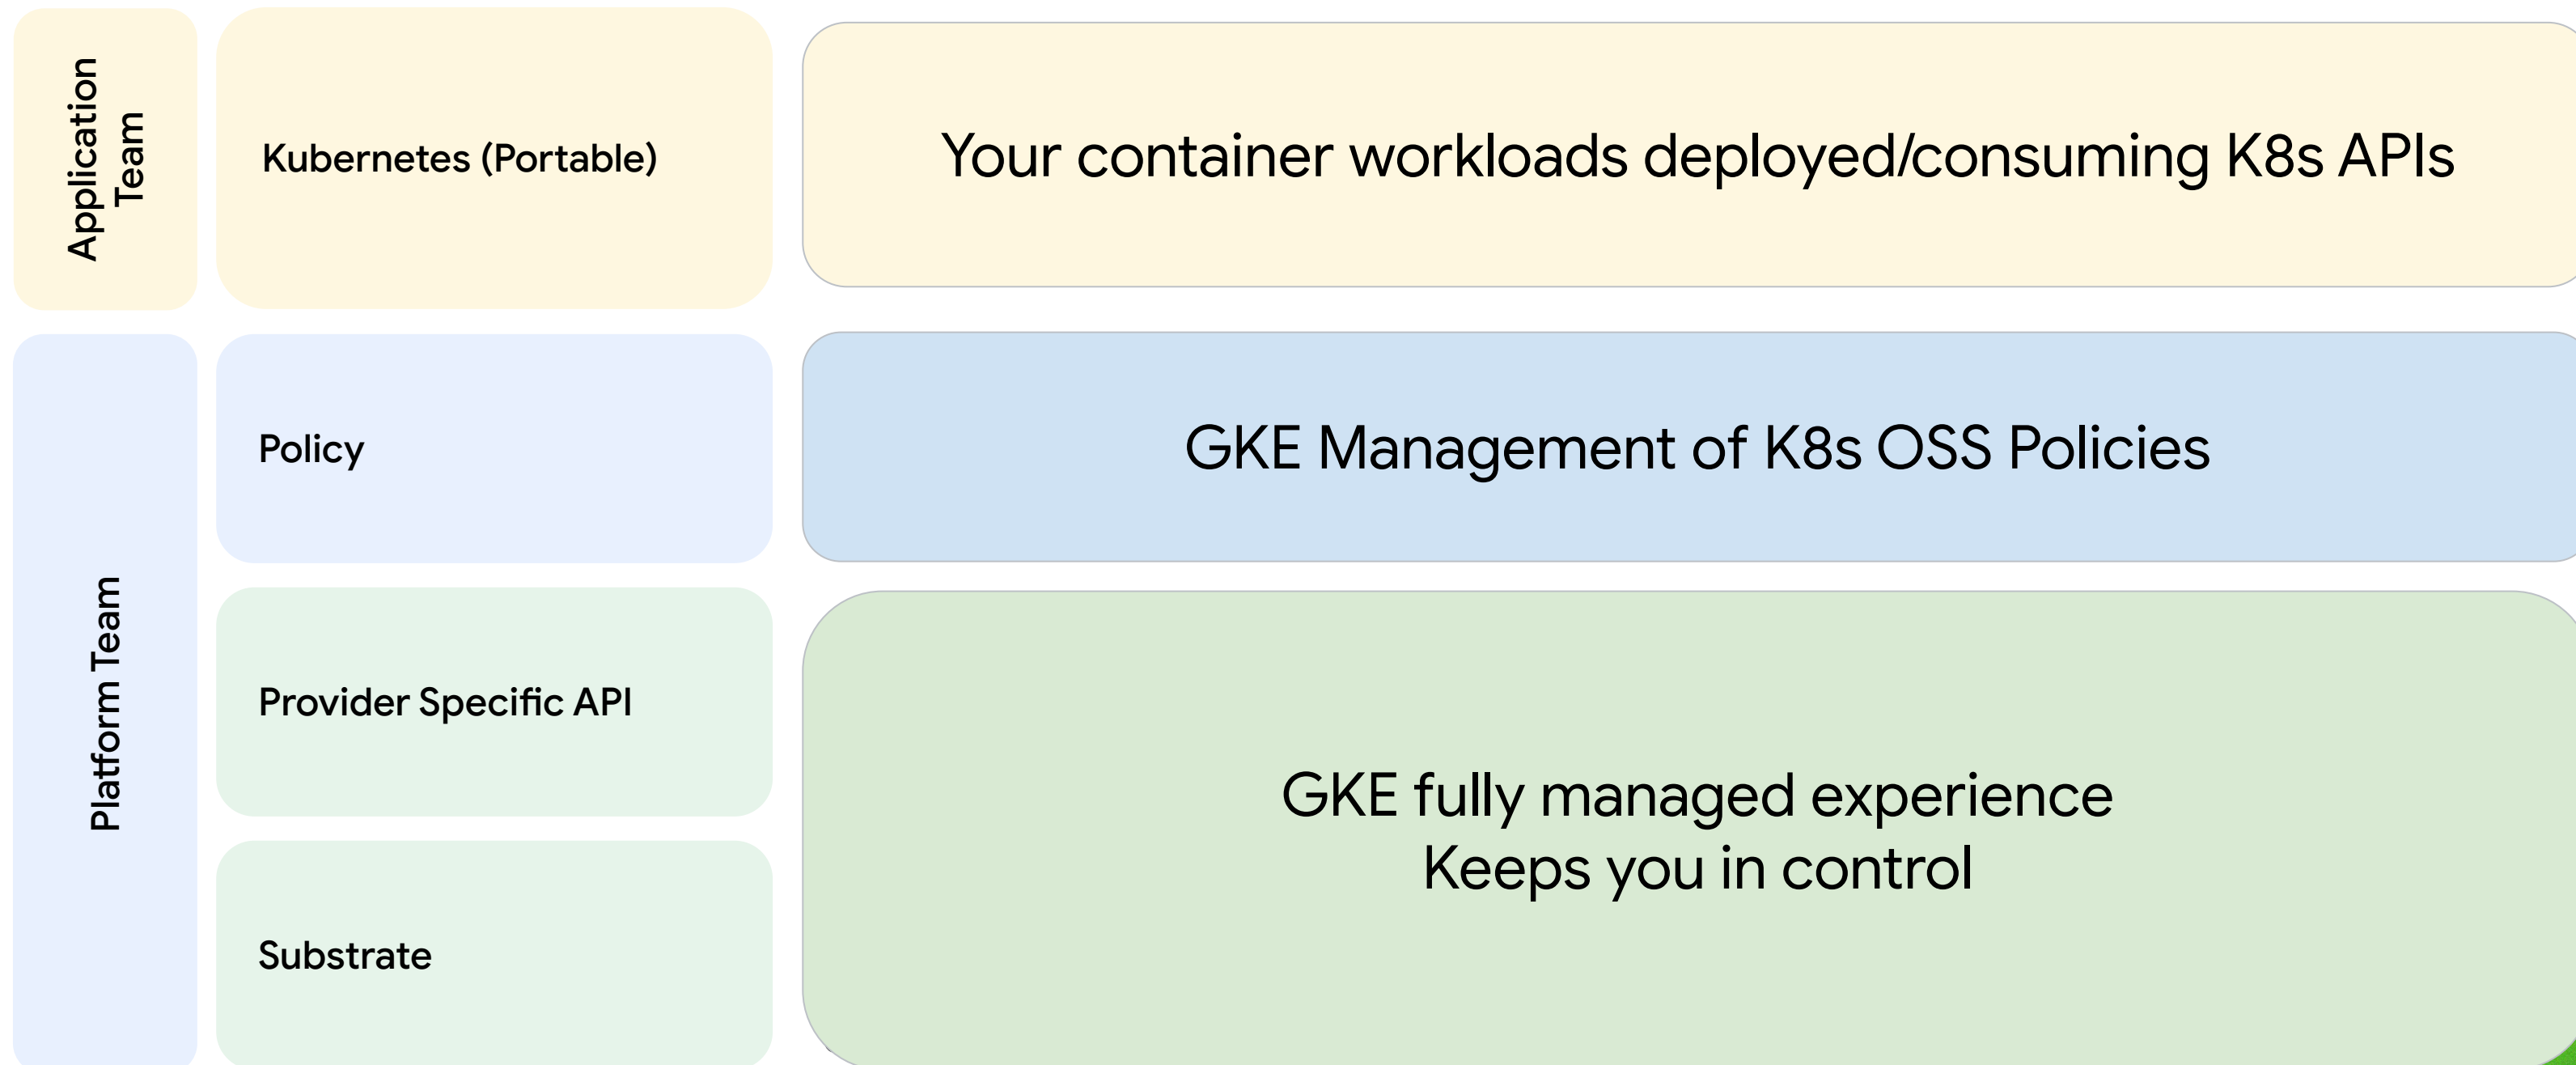 Application
Team
Kubernetes (Portable)
Your container workloads deployed/consuming K8s APIs
Platform Team
Policy
GKE Management of K8s OSS Policies
Provider Specific API
Substrate
GKE fully managed experience
Keeps you in control